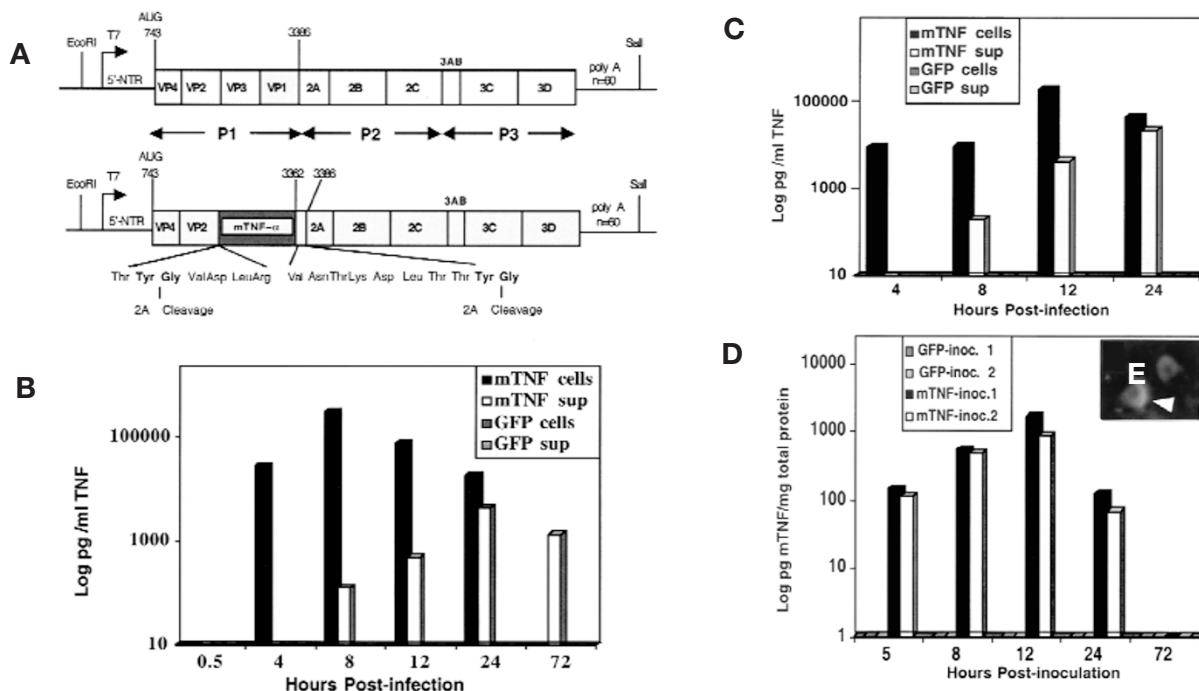 A
AUG
743
3386
EcoRI
T7
5'-NTR
VP4 VP2 VP3 VP1 2A 2B 2C 3AB 3C 3D
poly A
n=60
SalI
P1 P2 P3
AUG
743
3362
3386
EcoRI
T7
5'-NTR
VP4 VP2 mTNF-α 2A 2B 2C 3AB 3C 3D
poly A
n=60
SalI
Thr Tyr Gly ValAsp LeuArg Val AsnThrLys Asp Leu Thr Thr Tyr Gly
2A Cleavage 2A Cleavage
B
mTNF cells
mTNF sup
GFP cells
GFP sup
Log pg /ml TNF
100000
1000
10
0.5 4 8 12 24 72
Hours Post-infection
C
mTNF cells
mTNF sup
GFP cells
GFP sup
Log pg /ml TNF
100000
1000
10
4 8 12 24
Hours Post-infection
D
GFP-inoc. 1
GFP-inoc. 2
mTNF-inoc.1
mTNF-inoc.2
E
Log pg mTNF/mg total protein
10000
1000
100
10
1
5 8 12 24 72
Hours Post-inoculation